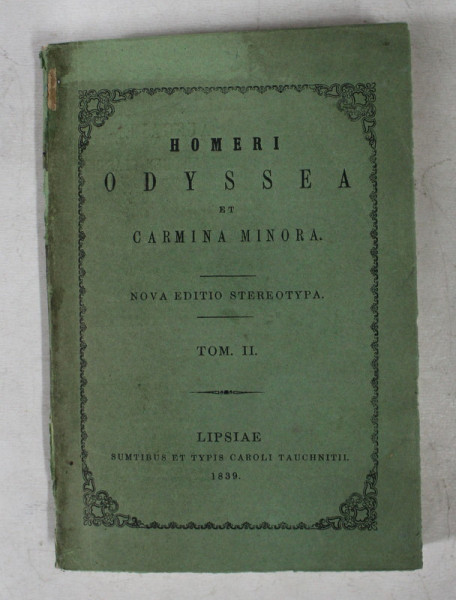 HOMERI
ODYSSEA
ET
CARMINA MINORA.
NOVA EDITIO STEREOTYPA.
TOM. II.
LIPSIAE
SUMTIBUS ET TYPIS CAROLI TAUCHNITII.
1839.